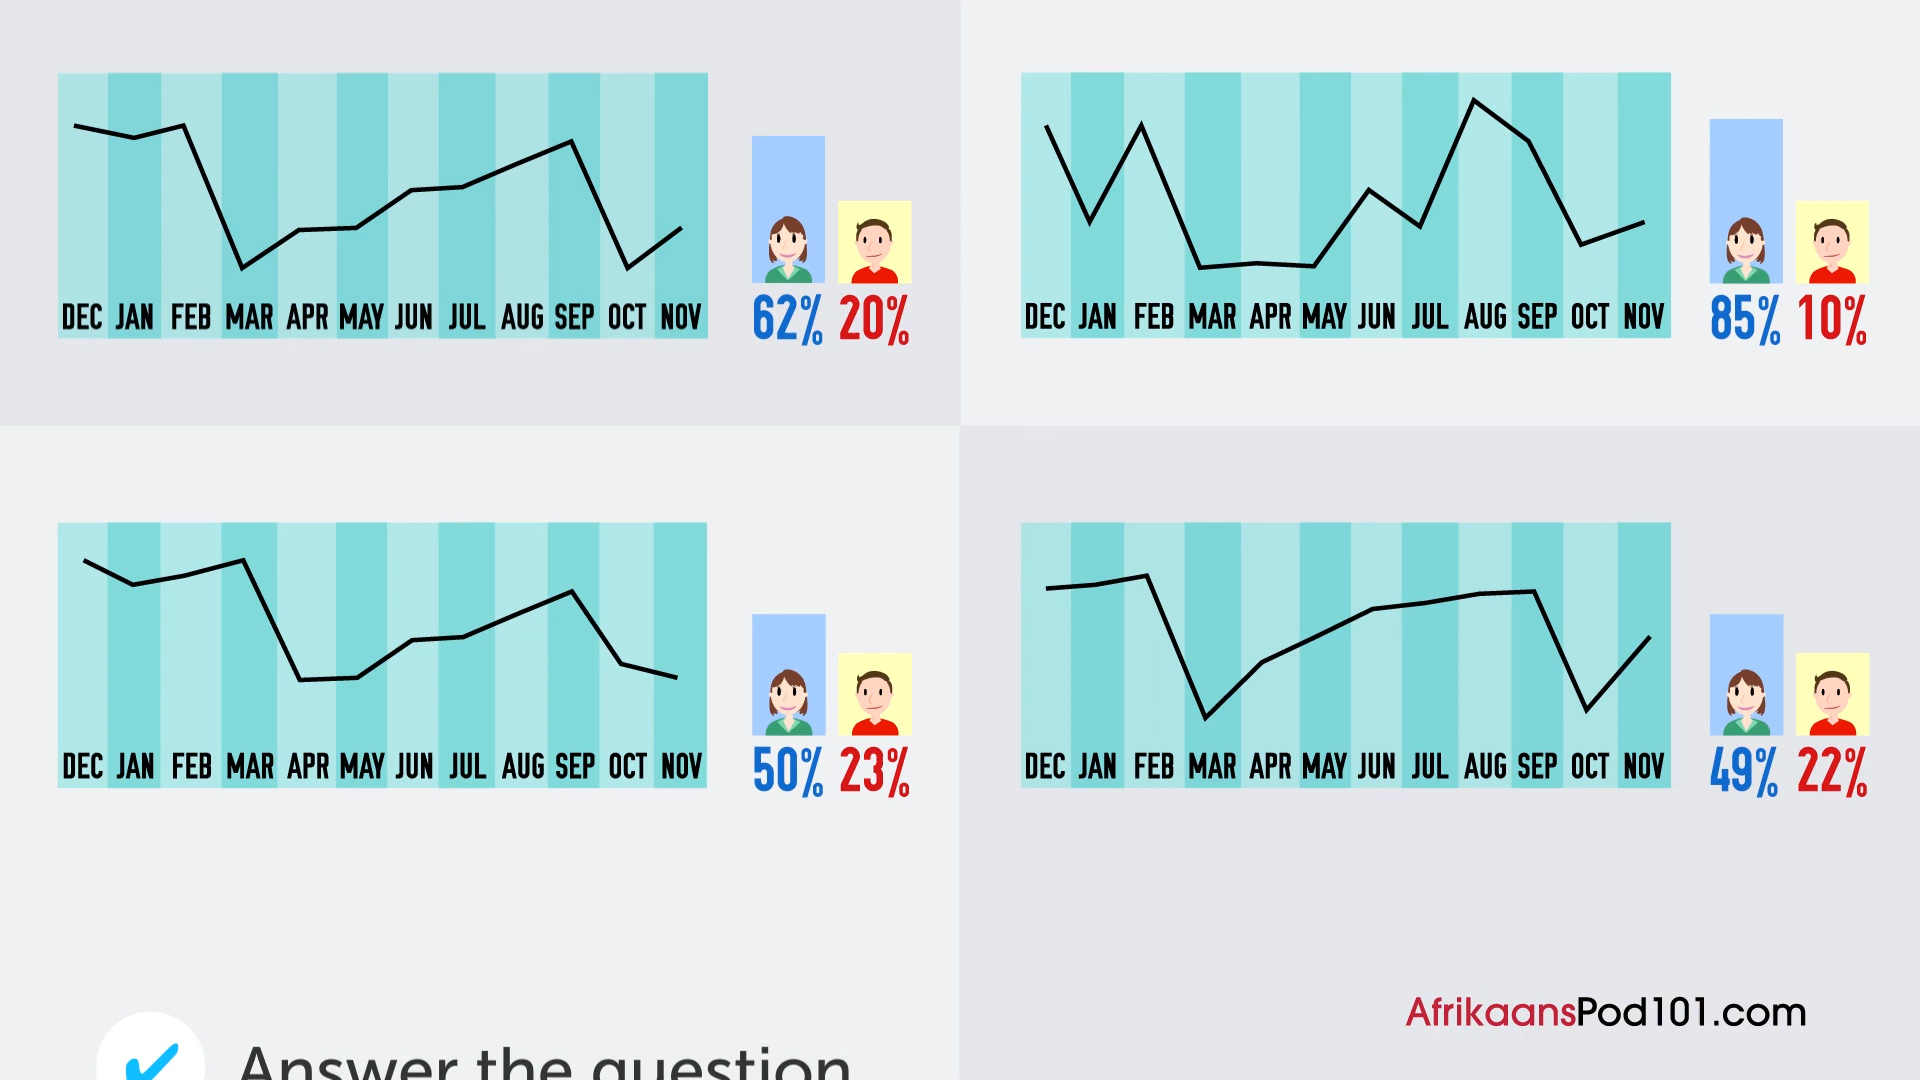 DEC JAN FEB MAR APR MAY JUN JUL AUG SEP OCT NOV
62% 20%
DEC JAN FEB MAR APR MAY JUN JUL AUG SEP OCT NOV
85% 10%
DEC JAN FEB MAR APR MAY JUN JUL AUG SEP OCT NOV
50% 23%
DEC JAN FEB MAR APR MAY JUN JUL AUG SEP OCT NOV
49% 22%
AfrikaansPod101.com
Answer the question